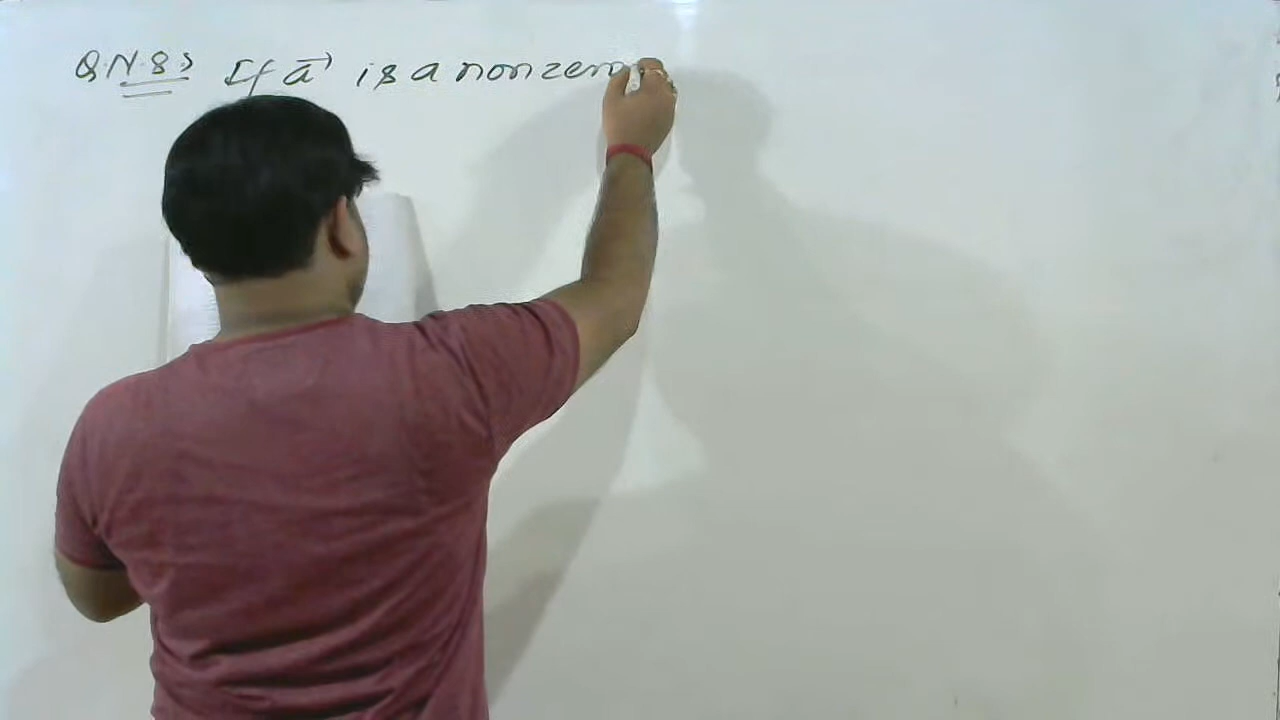 Q.N.8> If a⃗ is a nonzero